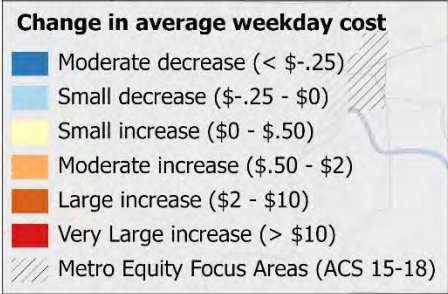 Change in average weekday cost
Moderate decrease (< $-.25)
Small decrease ($-.25 - $0)
Small increase ($0 - $.50)
Moderate increase ($.50 - $2)
Large increase ($2 - $10)
Very Large increase (> $10)
Metro Equity Focus Areas (ACS 15-18)